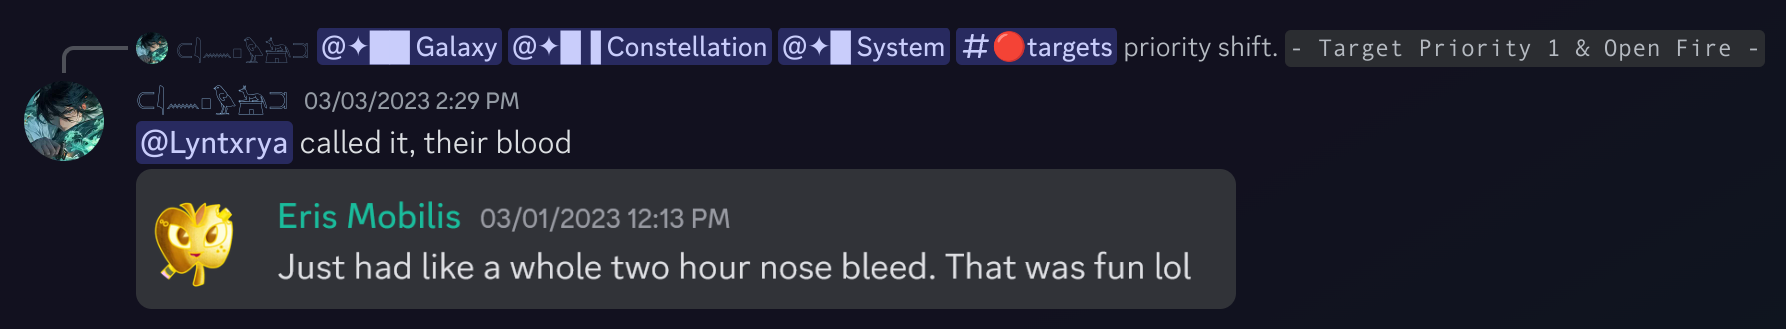 @✦██ Galaxy @✦█▐ Constellation @✦█ System #🔴targets priority shift. - Target Priority 1 & Open Fire -
03/03/2023 2:29 PM
@Lyntxrya called it, their blood
Eris Mobilis 03/01/2023 12:13 PM
Just had like a whole two hour nose bleed. That was fun lol